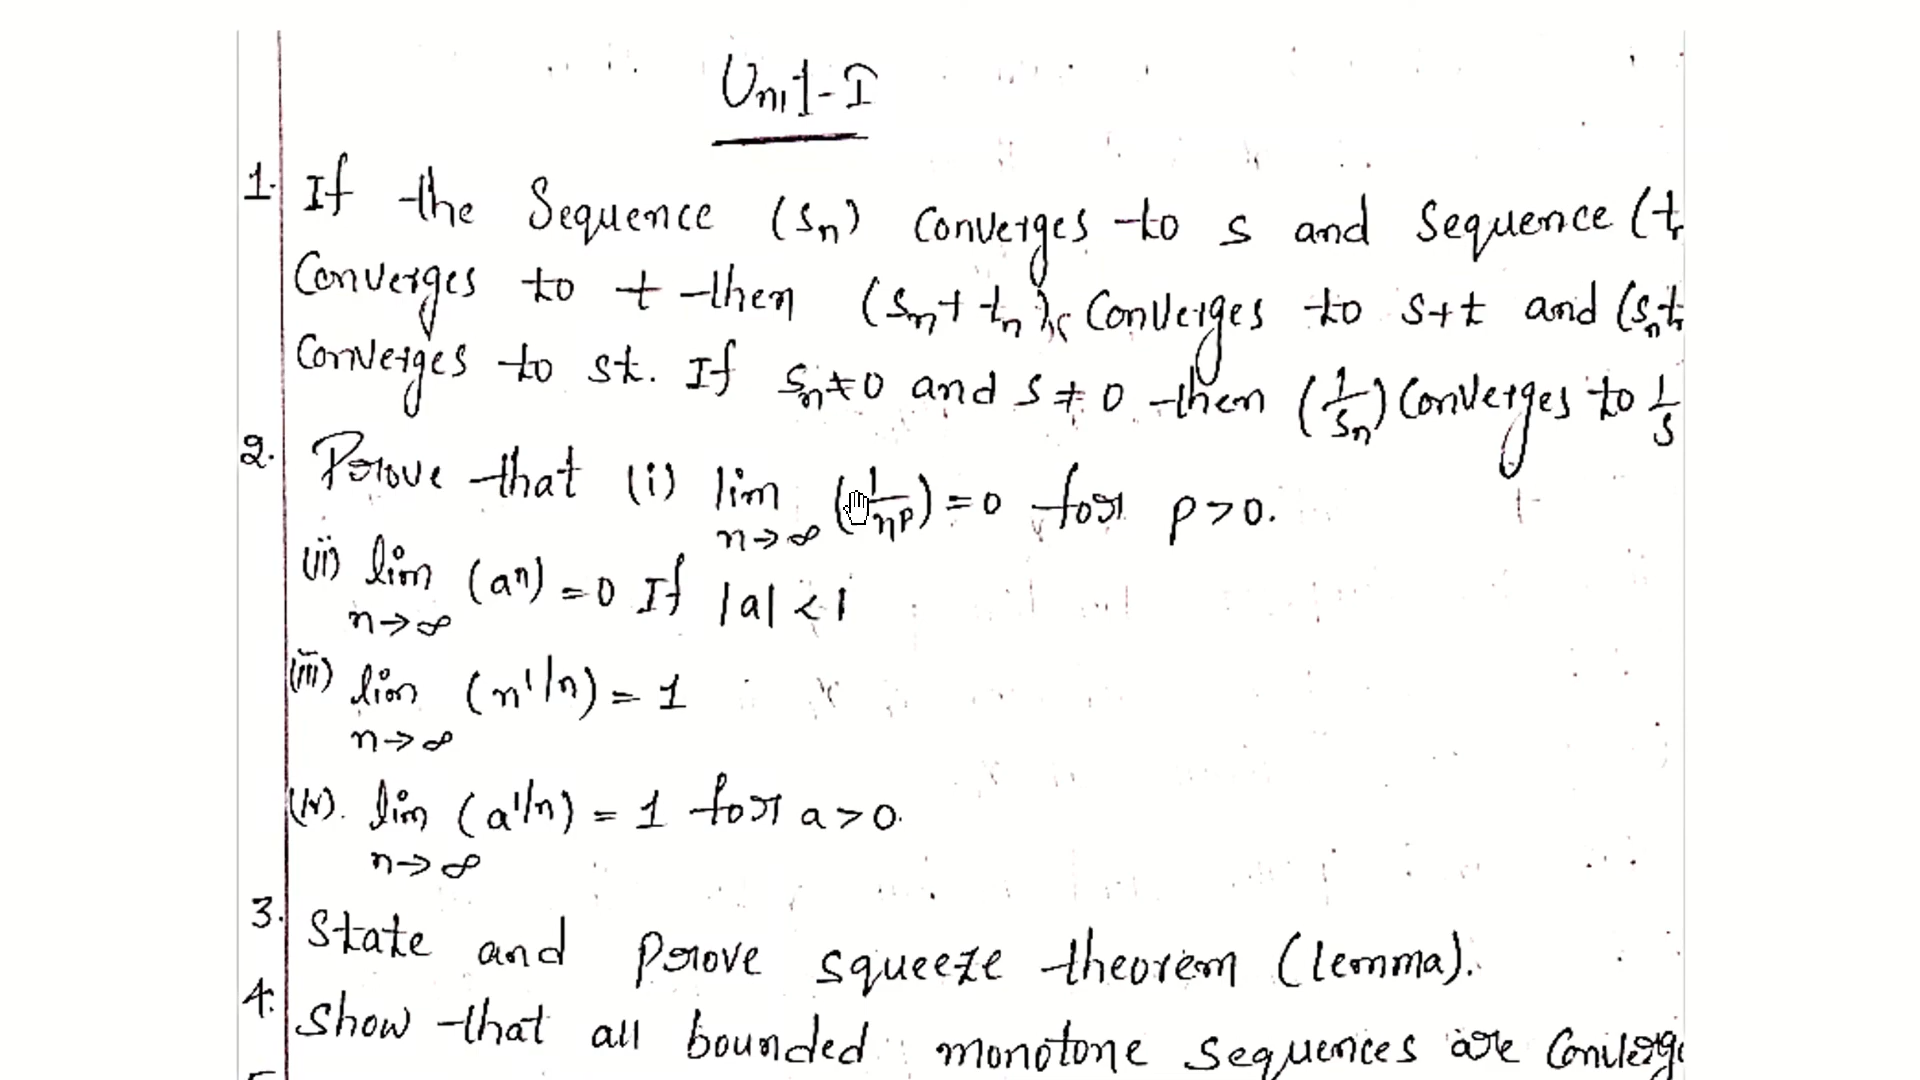 Unit-I
1. If the Sequence (sₙ) Converges to s and Sequence (t
Converges to t then (sₙ + tₙ) Converges to s+t and (sₙt
Converges to st. If sₙ≠0 and s≠0 then (1/sₙ) Converges to 1/s
2. Prove that (i) lim n→∞ (1/nᵖ) = 0 for p>0.
(ii) lim n→∞ (aⁿ) = 0 If |a|<1
(iii) lim n→∞ (n^1/n) = 1
(iv). lim n→∞ (a^1/n) = 1 for a>0.
3. State and prove squeeze theorem (lemma).
4. Show that all bounded monotone sequences are